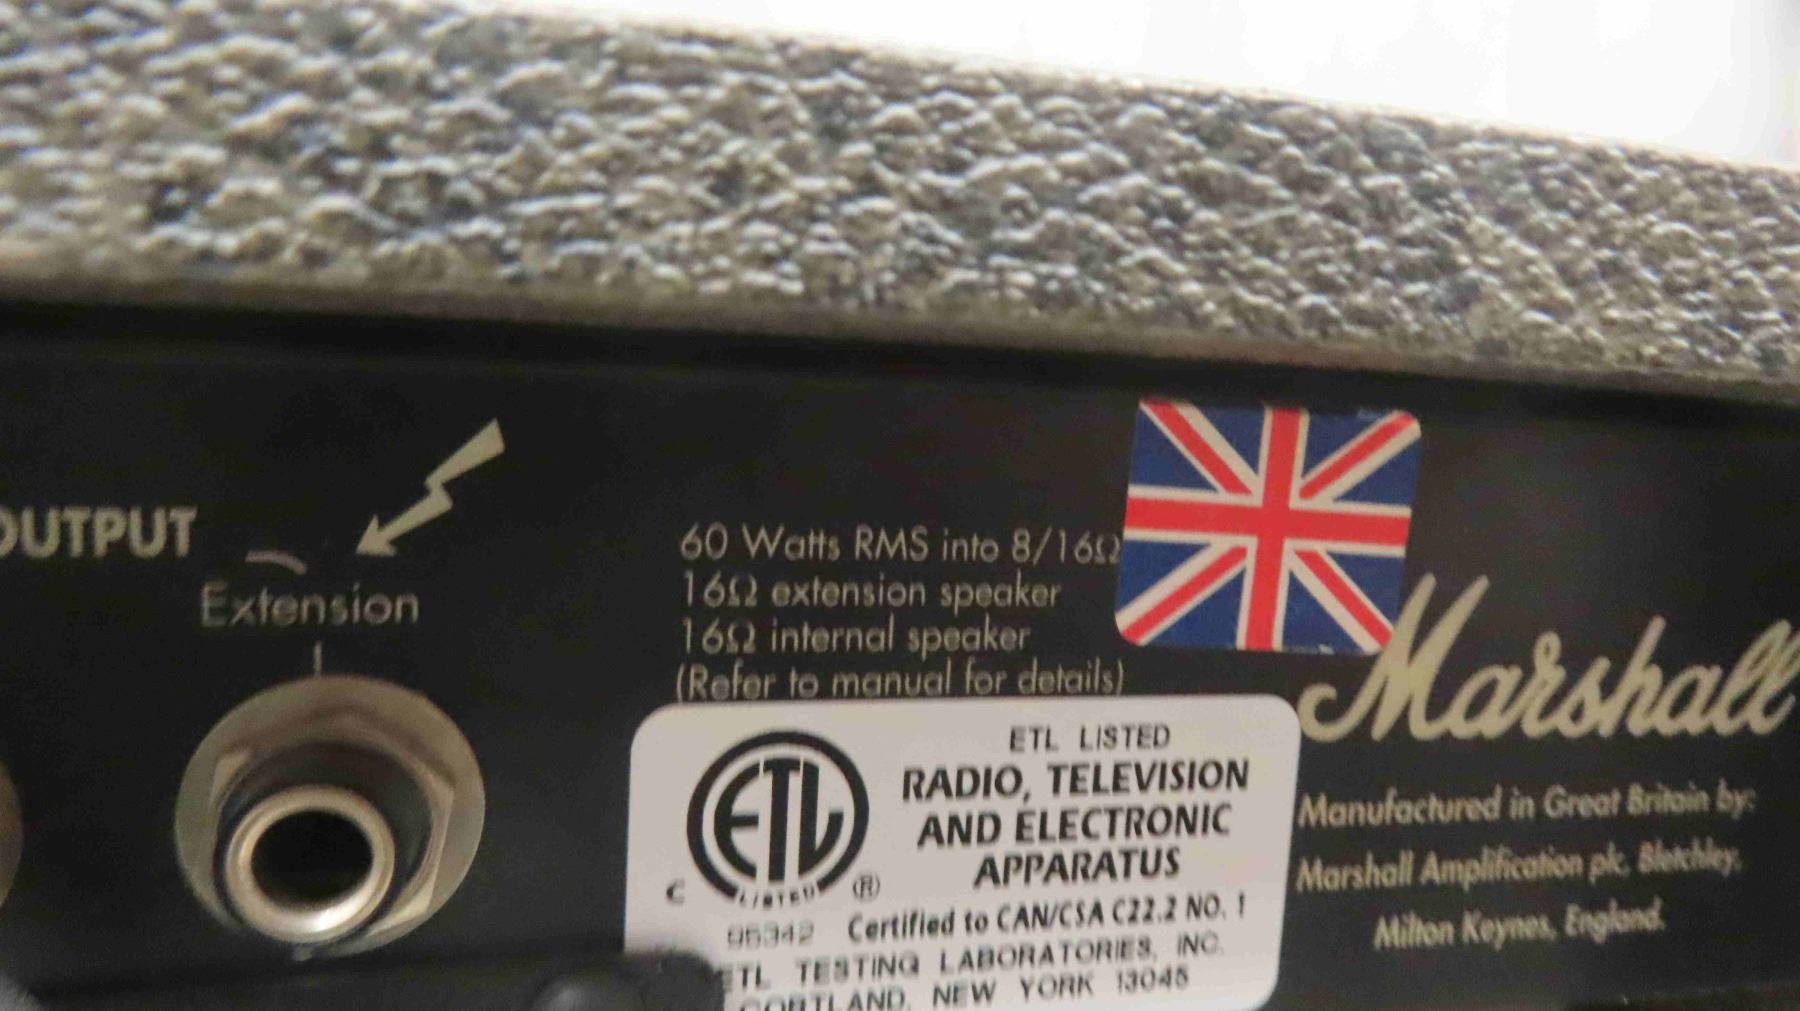 OUTPUT
Extension
60 Watts RMS into 8/16Ω
16Ω extension speaker
16Ω internal speaker
(Refer to manual for details)
Marshall
Manufactured in Great Britain by:
Marshall Amplification plc, Bletchley,
Milton Keynes, England.
ETL LISTED
RADIO, TELEVISION
AND ELECTRONIC
APPARATUS
ETL
LISTED
C ®
95342 Certified to CAN/CSA C22.2 NO. 1
ETL TESTING LABORATORIES, INC.
CORTLAND, NEW YORK 13045